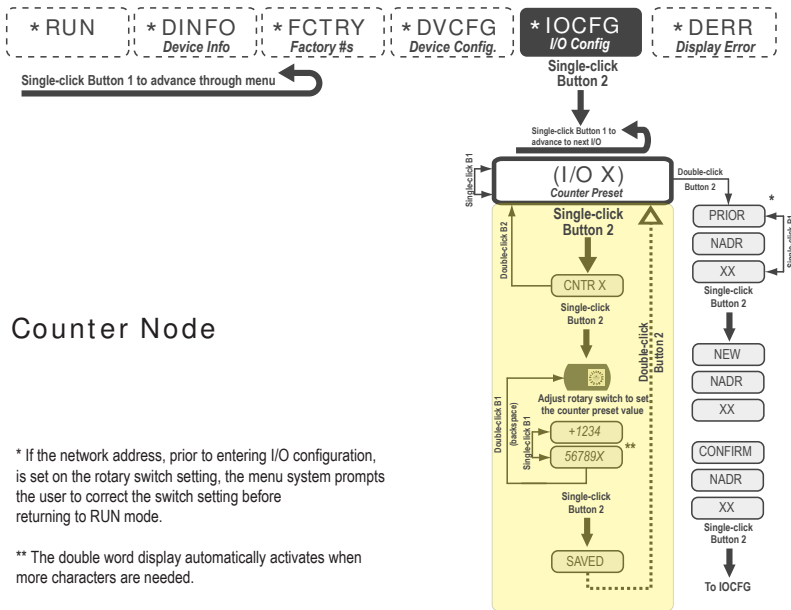 * RUN
* DINFO
Device Info
* FCTRY
Factory #s
* DVCFG
Device Config.
* IOCFG
I/O Config
* DERR
Display Error
Single-click Button 1 to advance through menu
Single-click
Button 2
Single-click Button 1 to
advance to next I/O
Single-click B1
(I/O X)
Counter Preset
Double-click
Button 2
*
PRIOR
NADR
XX
Single-click B1
Single-click
Button 2
NEW
NADR
XX
CONFIRM
NADR
XX
Single-click
Button 2
To IOCFG
Single-click
Button 2
Double-click B2
CNTR X
Single-click
Button 2
Double-click
Button 2
Adjust rotary switch to set
the counter preset value
Double-click B1
(backspace)
Single-click B1
+1234
56789X
**
Single-click
Button 2
SAVED
Counter Node
* If the network address, prior to entering I/O configuration,
is set on the rotary switch setting, the menu system prompts
the user to correct the switch setting before
returning to RUN mode.
** The double word display automatically activates when
more characters are needed.